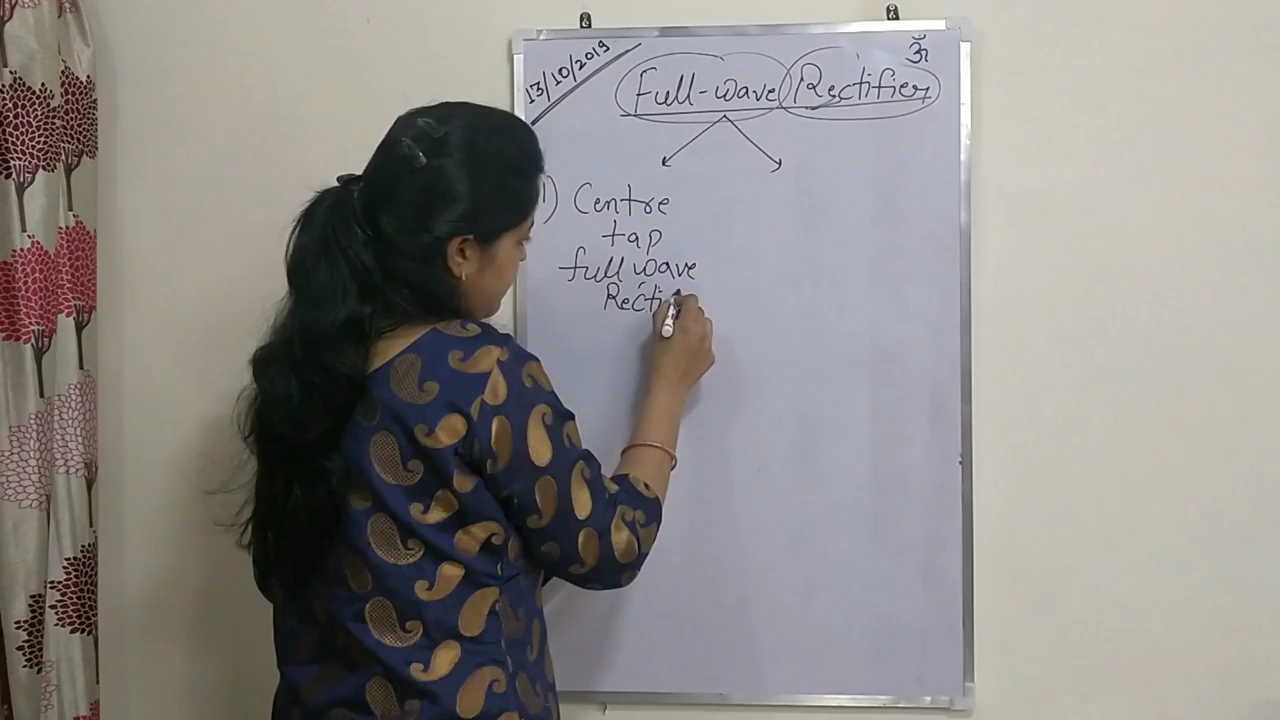 13/10/2019
ॐ
Full-wave Rectifier
1) Centre
tap
full wave
Recti